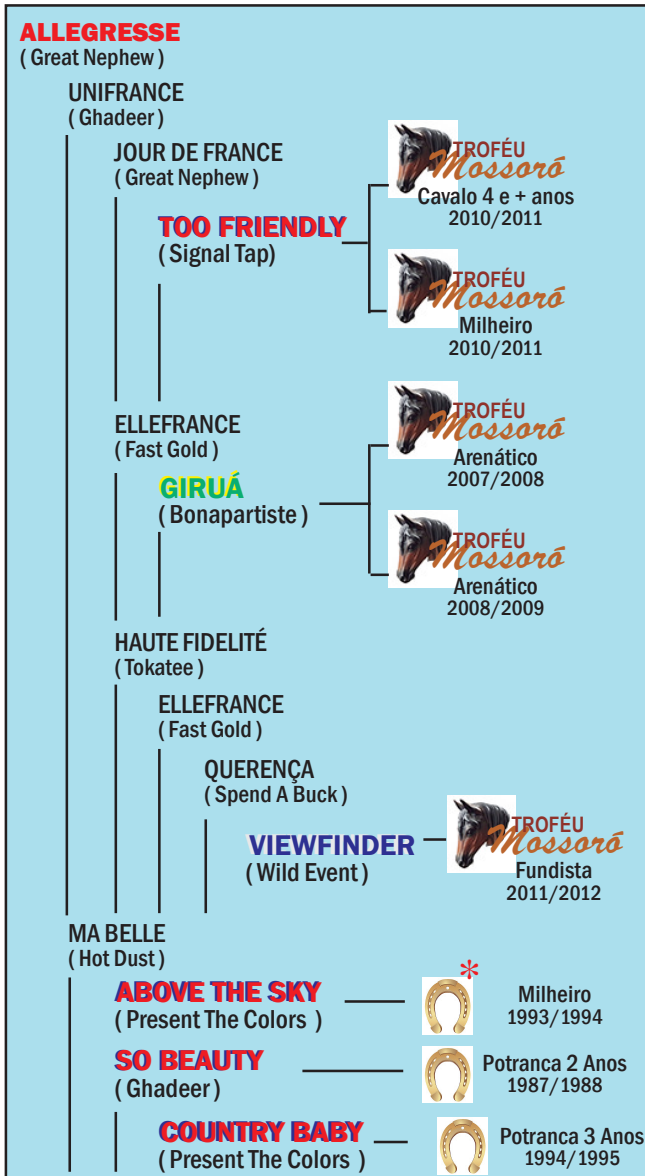 ALLEGRESSE
( Great Nephew )
UNIFRANCE
( Ghadeer )
JOUR DE FRANCE
( Great Nephew )
TOO FRIENDLY
( Signal Tap)
TROFÉU
Mossoró
Cavalo 4 e + anos
2010/2011
TROFÉU
Mossoró
Milheiro
2010/2011
ELLEFRANCE
( Fast Gold )
GIRUÁ
( Bonapartiste )
TROFÉU
Mossoró
Arenático
2007/2008
TROFÉU
Mossoró
Arenático
2008/2009
HAUTE FIDELITÉ
( Tokatee )
ELLEFRANCE
( Fast Gold )
QUERENÇA
( Spend A Buck )
VIEWFINDER
( Wild Event )
TROFÉU
Mossoró
Fundista
2011/2012
MA BELLE
( Hot Dust )
ABOVE THE SKY
( Present The Colors )
*
Milheiro
1993/1994
SO BEAUTY
( Ghadeer )
Potranca 2 Anos
1987/1988
COUNTRY BABY
( Present The Colors )
Potranca 3 Anos
1994/1995